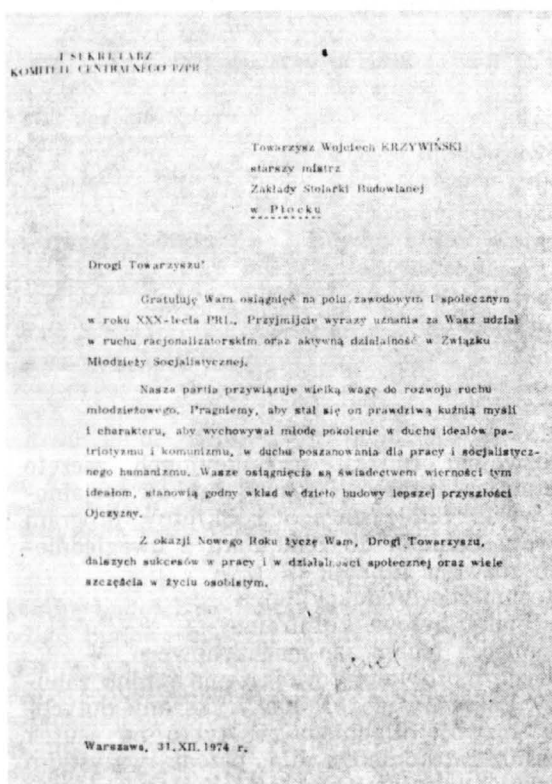 I SEKRETARZ
KOMITETU CENTRALNEGO PZPR
Towarzysz Wojciech KRZYWIŃSKI
starszy mistrz
Zakłady Stolarki Budowlanej
w Płocku
Drogi Towarzyszu!
Gratuluję Wam osiągnięć na polu zawodowym i społecznym
w roku XXX-lecia PRL. Przyjmijcie wyrazy uznania za Wasz udział
w ruchu racjonalizatorskim oraz aktywną działalność w Związku
Młodzieży Socjalistycznej.
Nasza partia przywiązuje wielką wagę do rozwoju ruchu
młodzieżowego. Pragniemy, aby stał się on prawdziwą kuźnią myśli
i charakteru, aby wychowywał młode pokolenie w duchu ideałów pa-
triotyzmu i komunizmu, w duchu poszanowania dla pracy i socjalistycz-
nego humanizmu. Wasze osiągnięcia są świadectwem wierności tym
ideałom, stanowią godny wkład w dzieło budowy lepszej przyszłości
Ojczyzny.
Z okazji Nowego Roku życzę Wam, Drogi Towarzyszu,
dalszych sukcesów w pracy i w działalności społecznej oraz wiele
szczęścia w życiu osobistym.
Warszawa, 31.XII.1974 r.